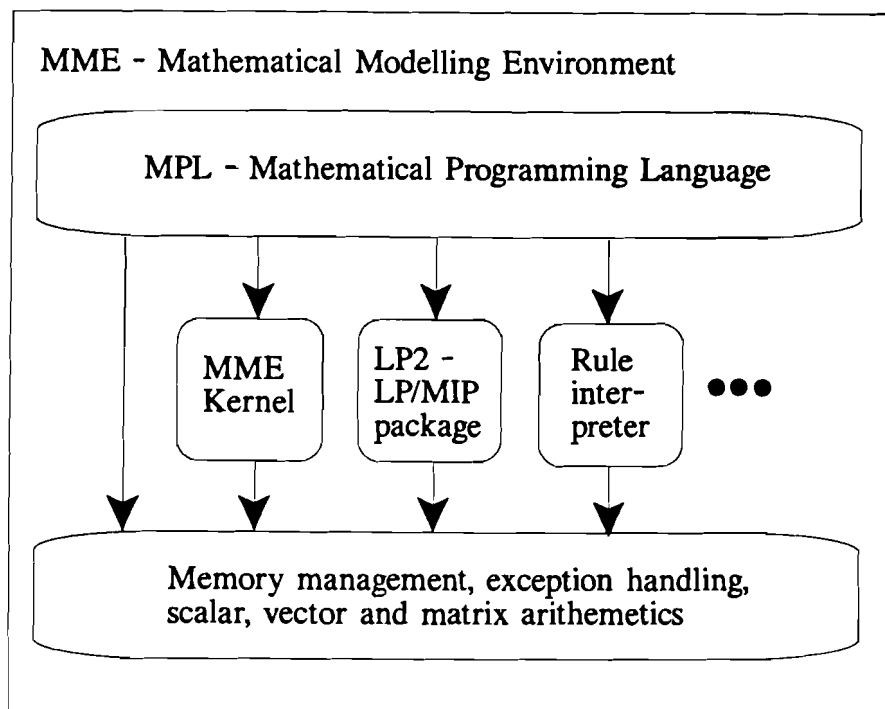 MME - Mathematical Modelling Environment
MPL - Mathematical Programming Language
MME
Kernel
LP2 -
LP/MIP
package
Rule
inter-
preter
Memory management, exception handling,
scalar, vector and matrix arithemetics